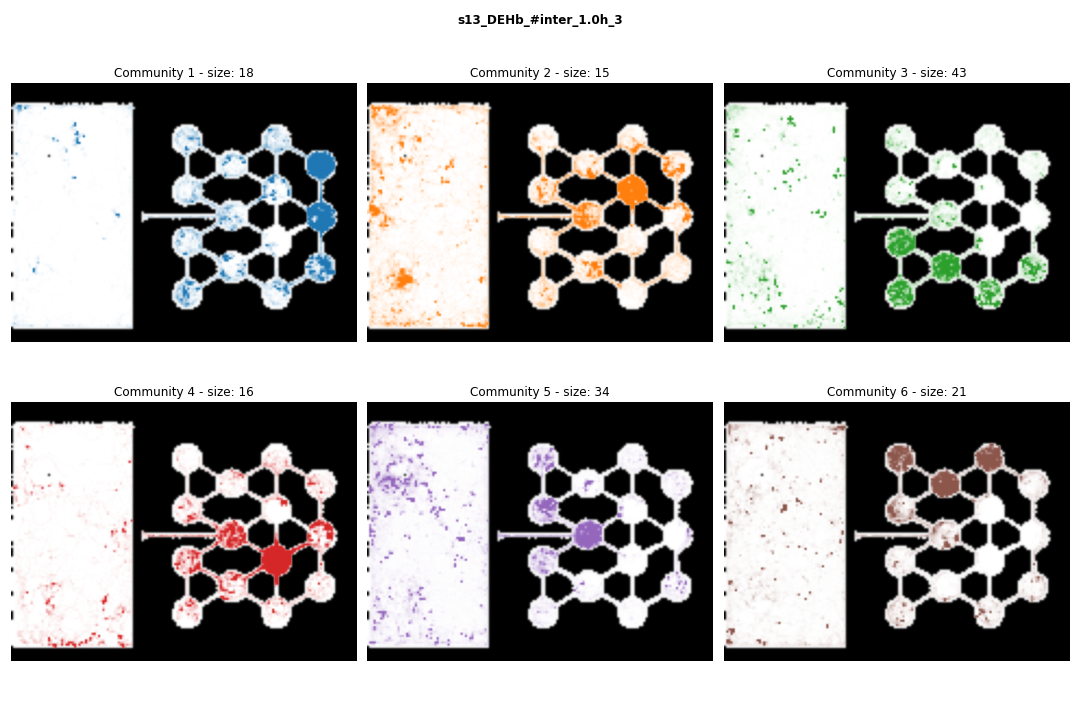 s13_DEHb_#inter_1.0h_3
Community 1 - size: 18
Community 2 - size: 15
Community 3 - size: 43
Community 4 - size: 16
Community 5 - size: 34
Community 6 - size: 21